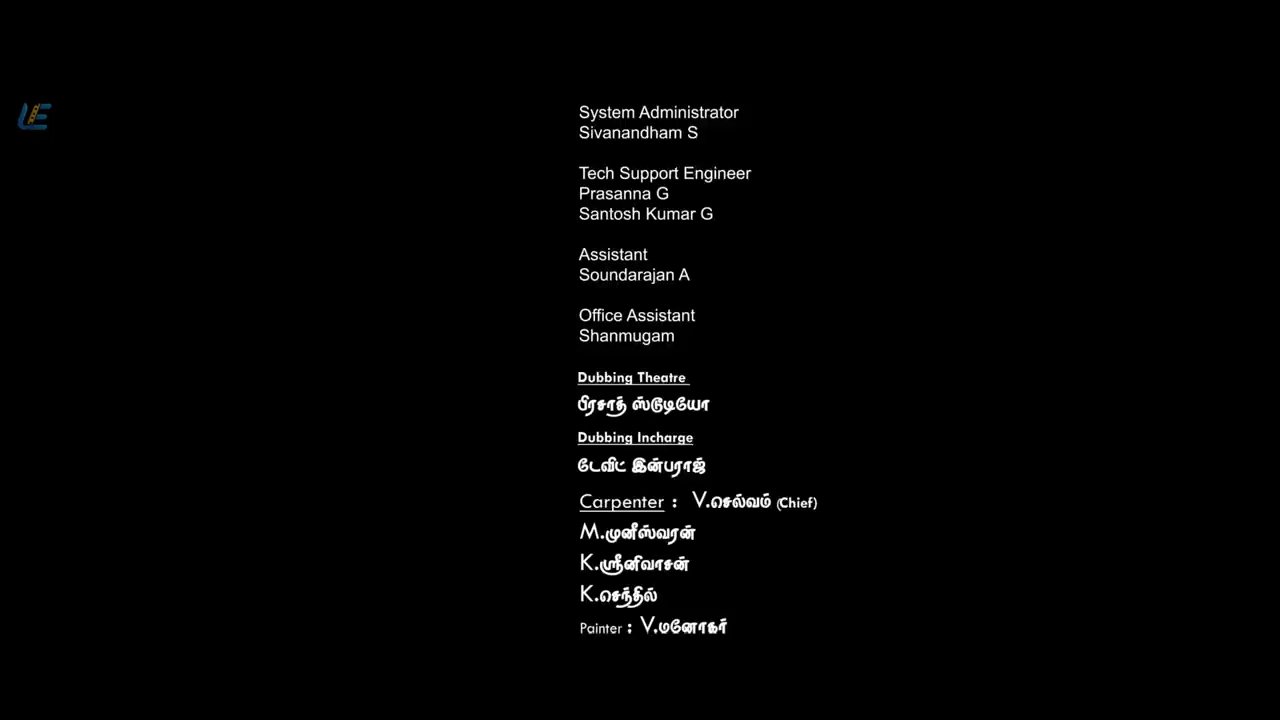 LE
System Administrator
Sivanandham S
Tech Support Engineer
Prasanna G
Santosh Kumar G
Assistant
Soundarajan A
Office Assistant
Shanmugam
Dubbing Theatre
பிரசாத் ஸ்டூடியோ
Dubbing Incharge
டேவிட் இன்பராஜ்
Carpenter : V.செல்வம் (Chief)
M.முனீஸ்வரன்
K.ஸ்ரீனிவாசன்
K.செந்தில்
Painter : V.மனோகர்